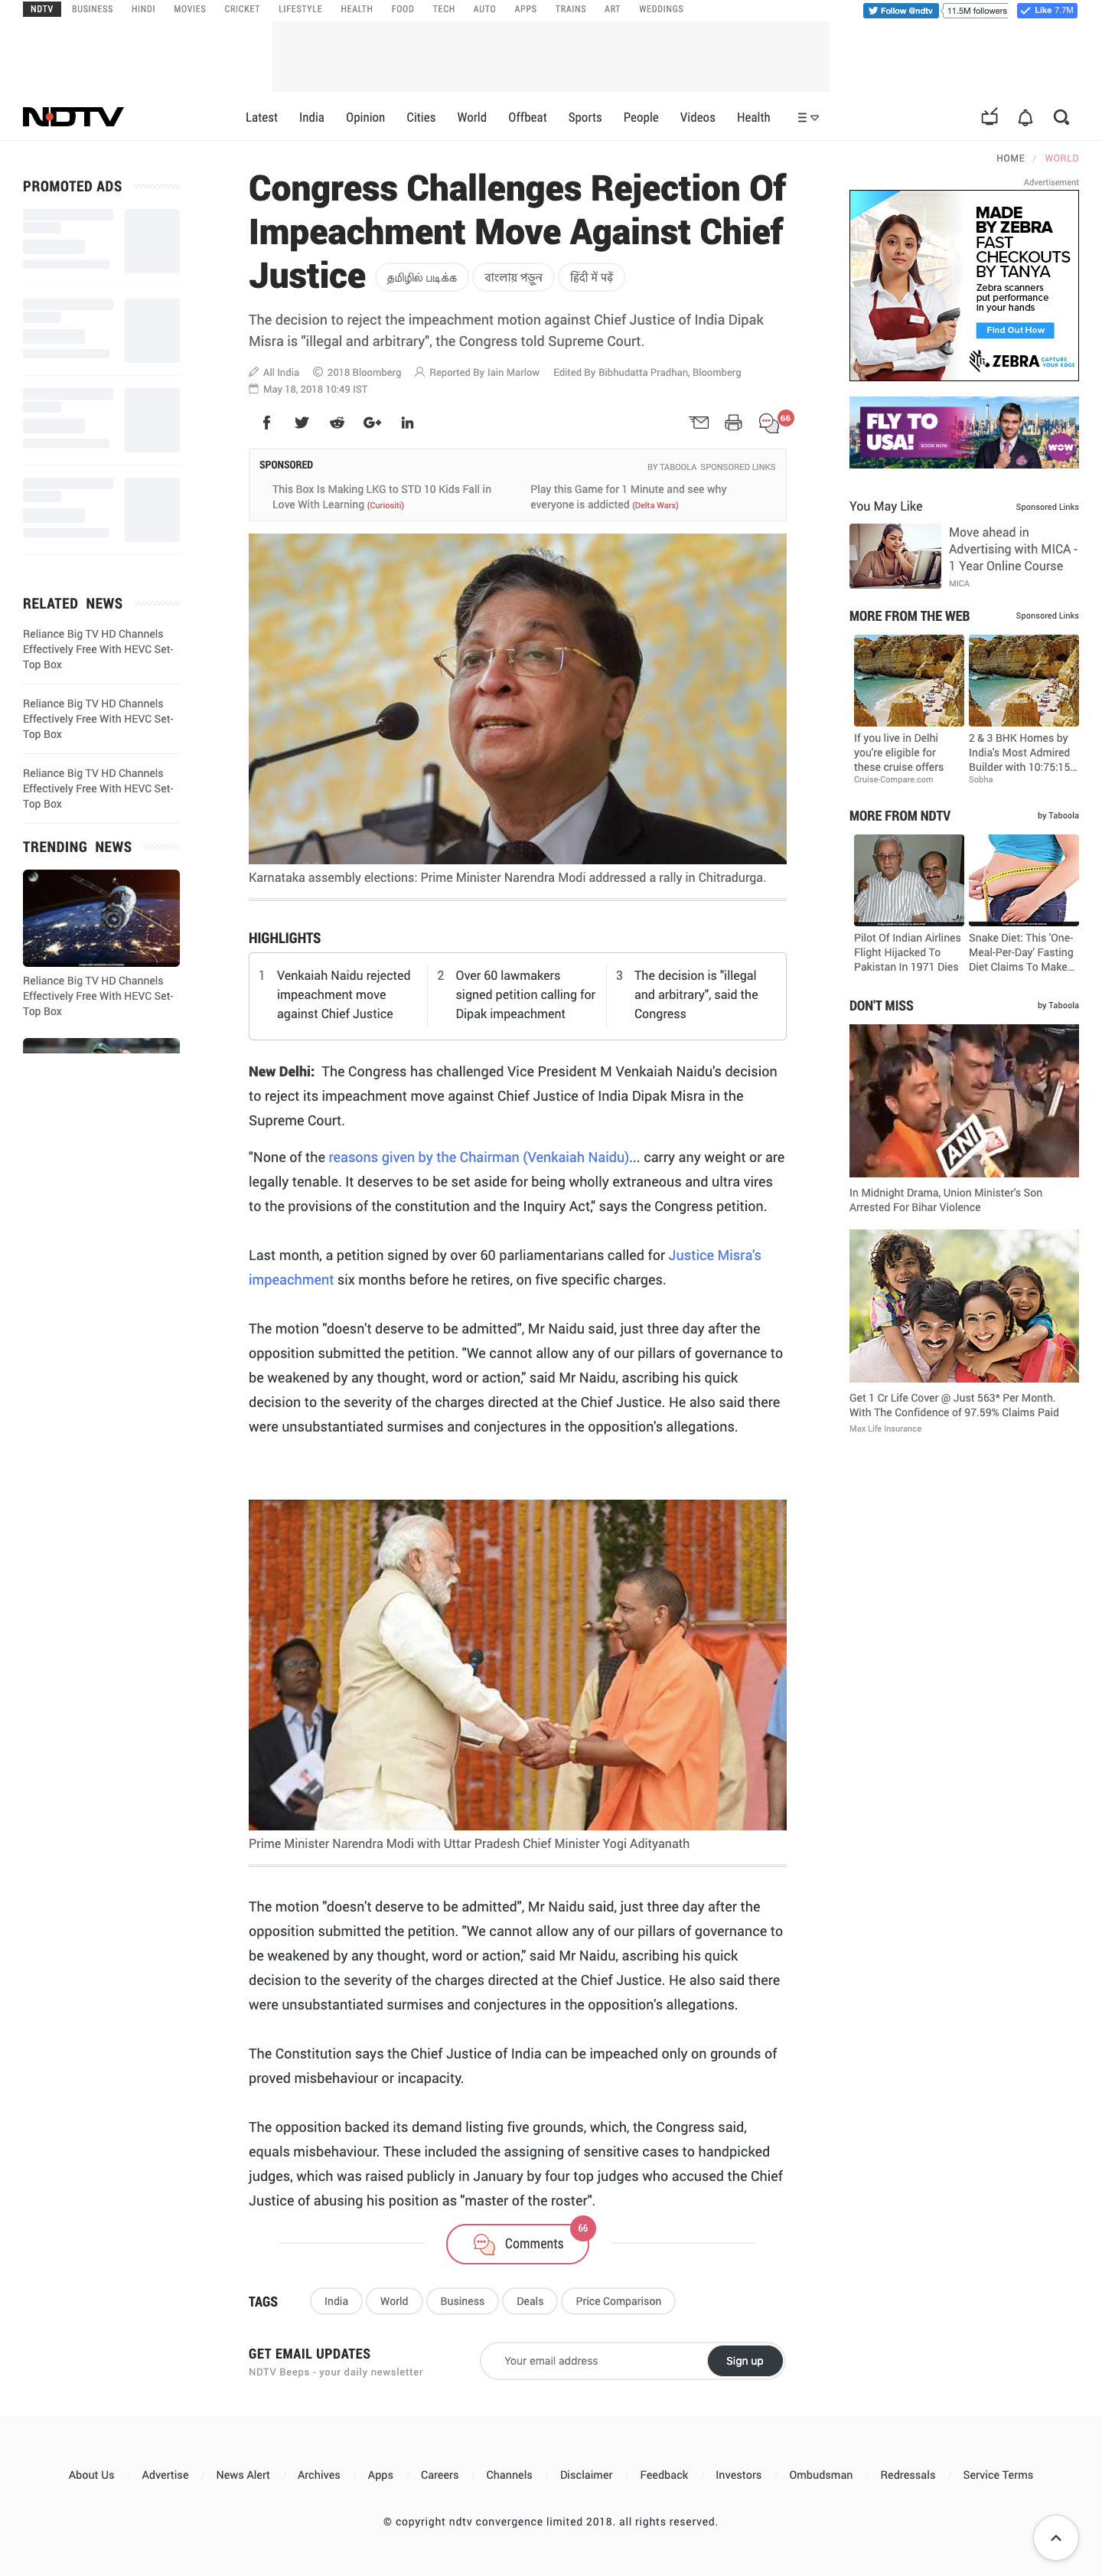 NDTV BUSINESS HINDI MOVIES CRICKET LIFESTYLE HEALTH FOOD TECH AUTO APPS TRAINS ART WEDDINGS
Follow @ndtv 11.5M followers Like 7.7M
NDTV
Latest India Opinion Cities World Offbeat Sports People Videos Health
HOME / WORLD
PROMOTED ADS
RELATED NEWS
Reliance Big TV HD Channels
Effectively Free With HEVC Set-
Top Box
Reliance Big TV HD Channels
Effectively Free With HEVC Set-
Top Box
Reliance Big TV HD Channels
Effectively Free With HEVC Set-
Top Box
TRENDING NEWS
Reliance Big TV HD Channels
Effectively Free With HEVC Set-
Top Box
Congress Challenges Rejection Of
Impeachment Move Against Chief
Justice தமிழில் படிக்க বাংলায় পড়ুন हिंदी में पढ़ें
The decision to reject the impeachment motion against Chief Justice of India Dipak
Misra is "illegal and arbitrary", the Congress told Supreme Court.
All India 2018 Bloomberg Reported By Iain Marlow Edited By Bibhudatta Pradhan, Bloomberg
May 18, 2018 10:49 IST
66
SPONSORED BY TABOOLA SPONSORED LINKS
This Box Is Making LKG to STD 10 Kids Fall in
Love With Learning (Curiositi)
Play this Game for 1 Minute and see why
everyone is addicted (Delta Wars)
Karnataka assembly elections: Prime Minister Narendra Modi addressed a rally in Chitradurga.
HIGHLIGHTS
1 Venkaiah Naidu rejected
impeachment move
against Chief Justice
2 Over 60 lawmakers
signed petition calling for
Dipak impeachment
3 The decision is "illegal
and arbitrary", said the
Congress
New Delhi: The Congress has challenged Vice President M Venkaiah Naidu's decision
to reject its impeachment move against Chief Justice of India Dipak Misra in the
Supreme Court.
"None of the reasons given by the Chairman (Venkaiah Naidu)... carry any weight or are
legally tenable. It deserves to be set aside for being wholly extraneous and ultra vires
to the provisions of the constitution and the Inquiry Act," says the Congress petition.
Last month, a petition signed by over 60 parliamentarians called for Justice Misra's
impeachment six months before he retires, on five specific charges.
The motion "doesn't deserve to be admitted", Mr Naidu said, just three day after the
opposition submitted the petition. "We cannot allow any of our pillars of governance to
be weakened by any thought, word or action," said Mr Naidu, ascribing his quick
decision to the severity of the charges directed at the Chief Justice. He also said there
were unsubstantiated surmises and conjectures in the opposition's allegations.
Prime Minister Narendra Modi with Uttar Pradesh Chief Minister Yogi Adityanath
The motion "doesn't deserve to be admitted", Mr Naidu said, just three day after the
opposition submitted the petition. "We cannot allow any of our pillars of governance to
be weakened by any thought, word or action," said Mr Naidu, ascribing his quick
decision to the severity of the charges directed at the Chief Justice. He also said there
were unsubstantiated surmises and conjectures in the opposition's allegations.
The Constitution says the Chief Justice of India can be impeached only on grounds of
proved misbehaviour or incapacity.
The opposition backed its demand listing five grounds, which, the Congress said,
equals misbehaviour. These included the assigning of sensitive cases to handpicked
judges, which was raised publicly in January by four top judges who accused the Chief
Justice of abusing his position as "master of the roster".
Comments 66
TAGS India World Business Deals Price Comparison
GET EMAIL UPDATES
NDTV Beeps - your daily newsletter
Your email address Sign up
Advertisement
MADE
BY ZEBRA
FAST
CHECKOUTS
BY TANYA
Zebra scanners
put performance
in your hands
Find Out How
ZEBRA CAPTURE
YOUR EDGE
FLY TO
USA! BOOK NOW
WOW
You May Like Sponsored Links
Move ahead in
Advertising with MICA -
1 Year Online Course
MICA
MORE FROM THE WEB Sponsored Links
If you live in Delhi
you're eligible for
these cruise offers
Cruise-Compare.com
2 & 3 BHK Homes by
India's Most Admired
Builder with 10:75:15...
Sobha
MORE FROM NDTV by Taboola
Pilot Of Indian Airlines
Flight Hijacked To
Pakistan In 1971 Dies
Snake Diet: This 'One-
Meal-Per-Day' Fasting
Diet Claims To Make...
DON'T MISS by Taboola
ANI
In Midnight Drama, Union Minister's Son
Arrested For Bihar Violence
Get 1 Cr Life Cover @ Just 563* Per Month.
With The Confidence of 97.59% Claims Paid
Max Life Insurance
About Us / Advertise / News Alert / Archives / Apps / Careers / Channels / Disclaimer / Feedback / Investors / Ombudsman / Redressals / Service Terms
© copyright ndtv convergence limited 2018. all rights reserved.